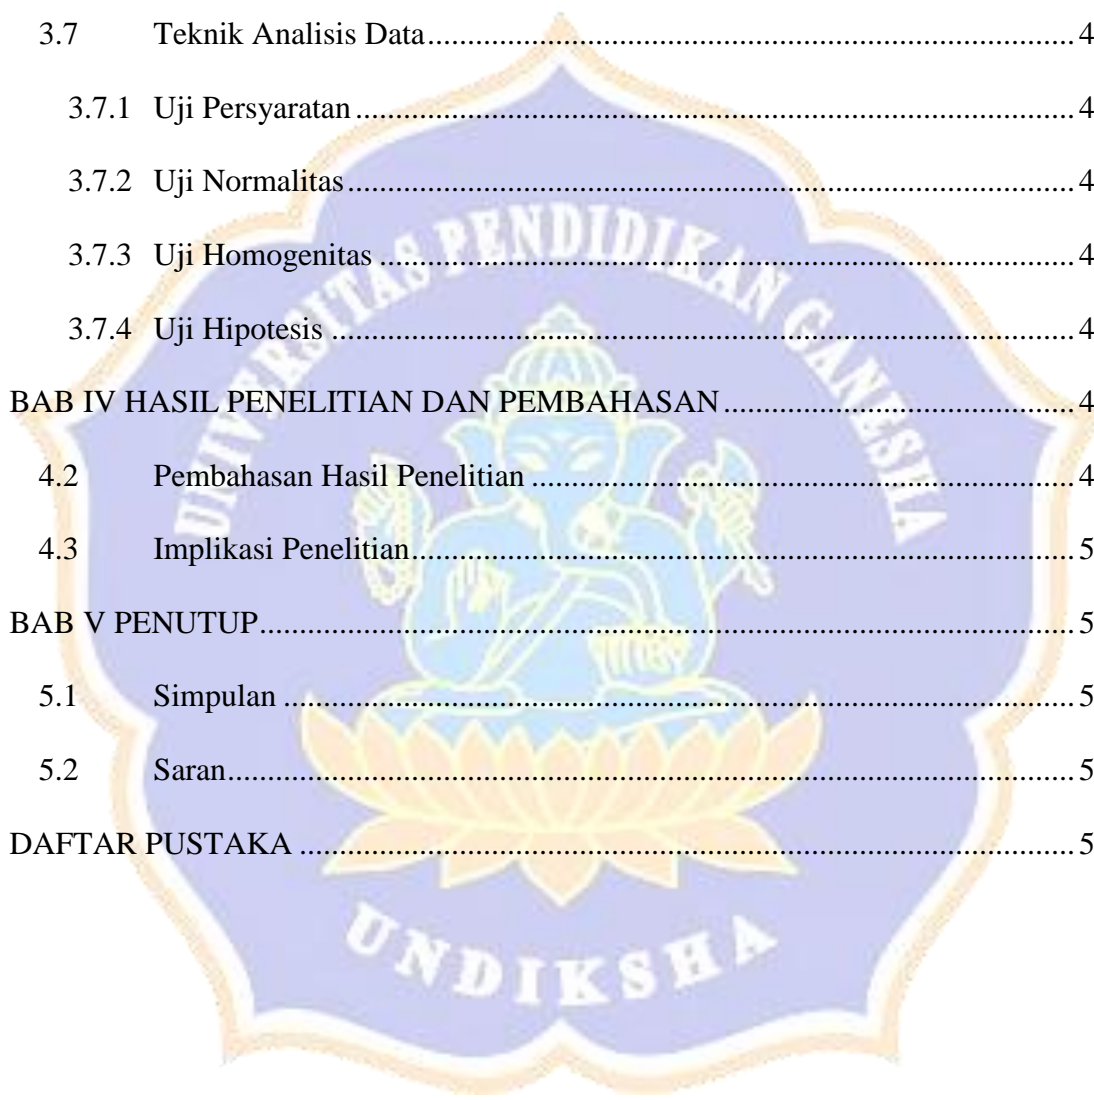 3.7 Teknik Analisis Data 4
3.7.1 Uji Persyaratan 4
3.7.2 Uji Normalitas 4
3.7.3 Uji Homogenitas 4
3.7.4 Uji Hipotesis 4
BAB IV HASIL PENELITIAN DAN PEMBAHASAN 4
4.2 Pembahasan Hasil Penelitian 4
4.3 Implikasi Penelitian 5
BAB V PENUTUP 5
5.1 Simpulan 5
5.2 Saran 5
DAFTAR PUSTAKA 5
UNIVERSITAS PENDIDIKAN GANESHA
UNDIKSHA